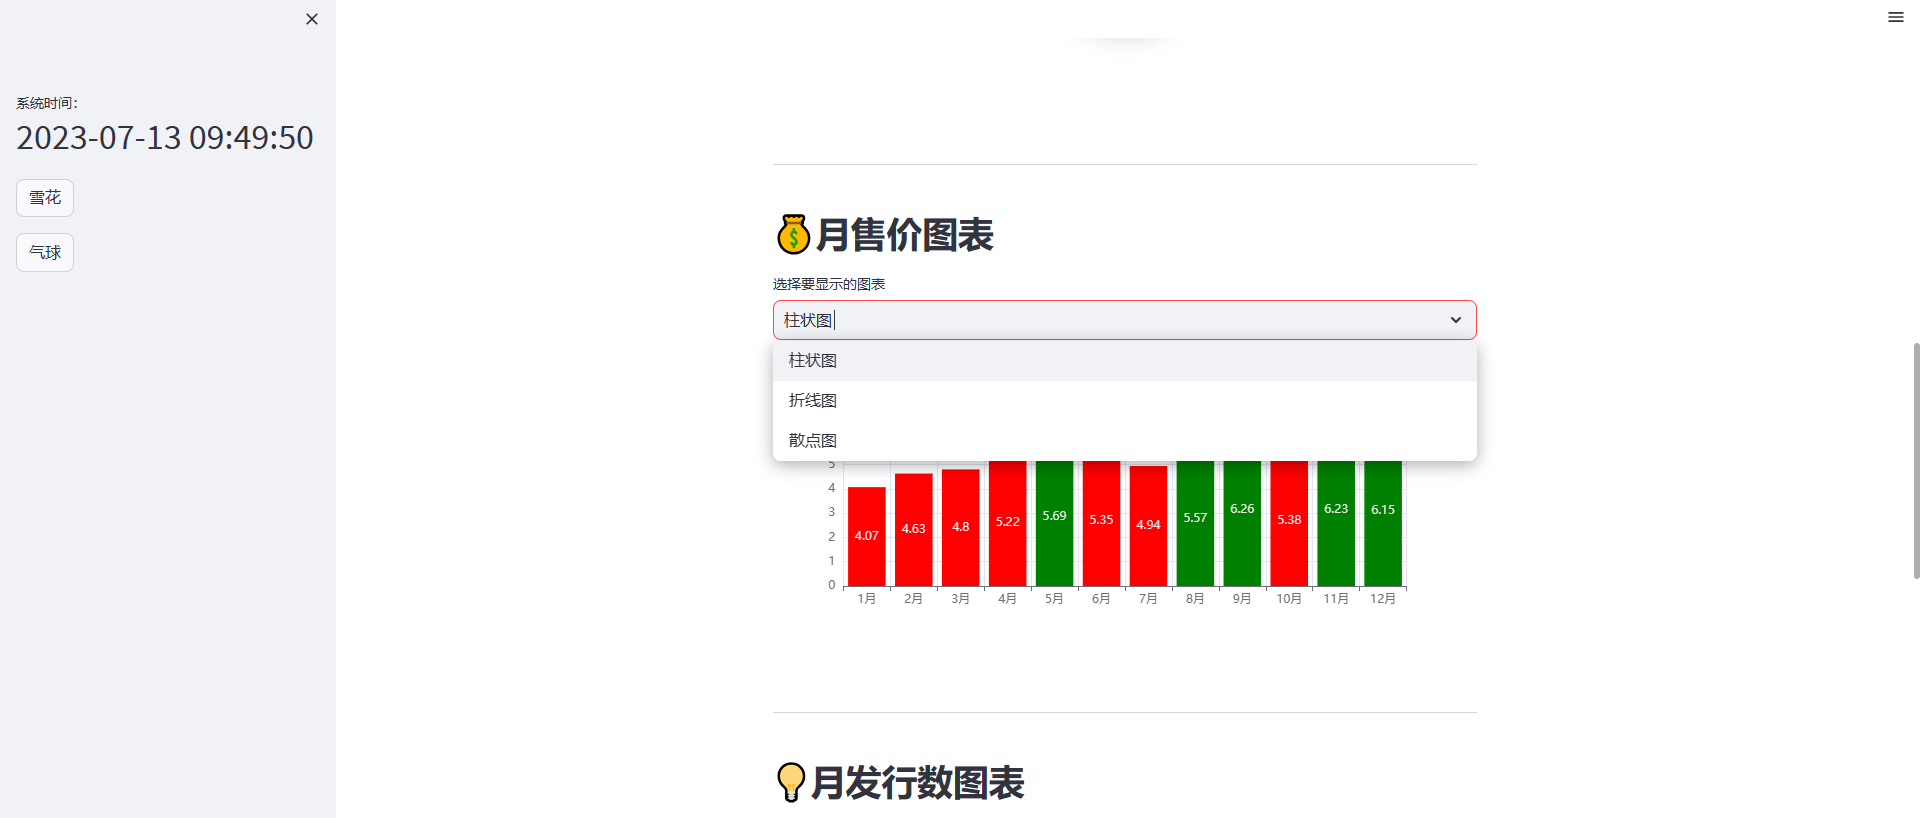 系统时间:
2023-07-13 09:49:50
雪花
气球
月售价图表
选择要显示的图表
柱状图
柱状图
折线图
散点图
5
4
3
2
1
0
4.07 4.63 4.8 5.22 5.69 5.35 4.94 5.57 6.26 5.38 6.23 6.15
1月 2月 3月 4月 5月 6月 7月 8月 9月 10月 11月 12月
月发行数图表